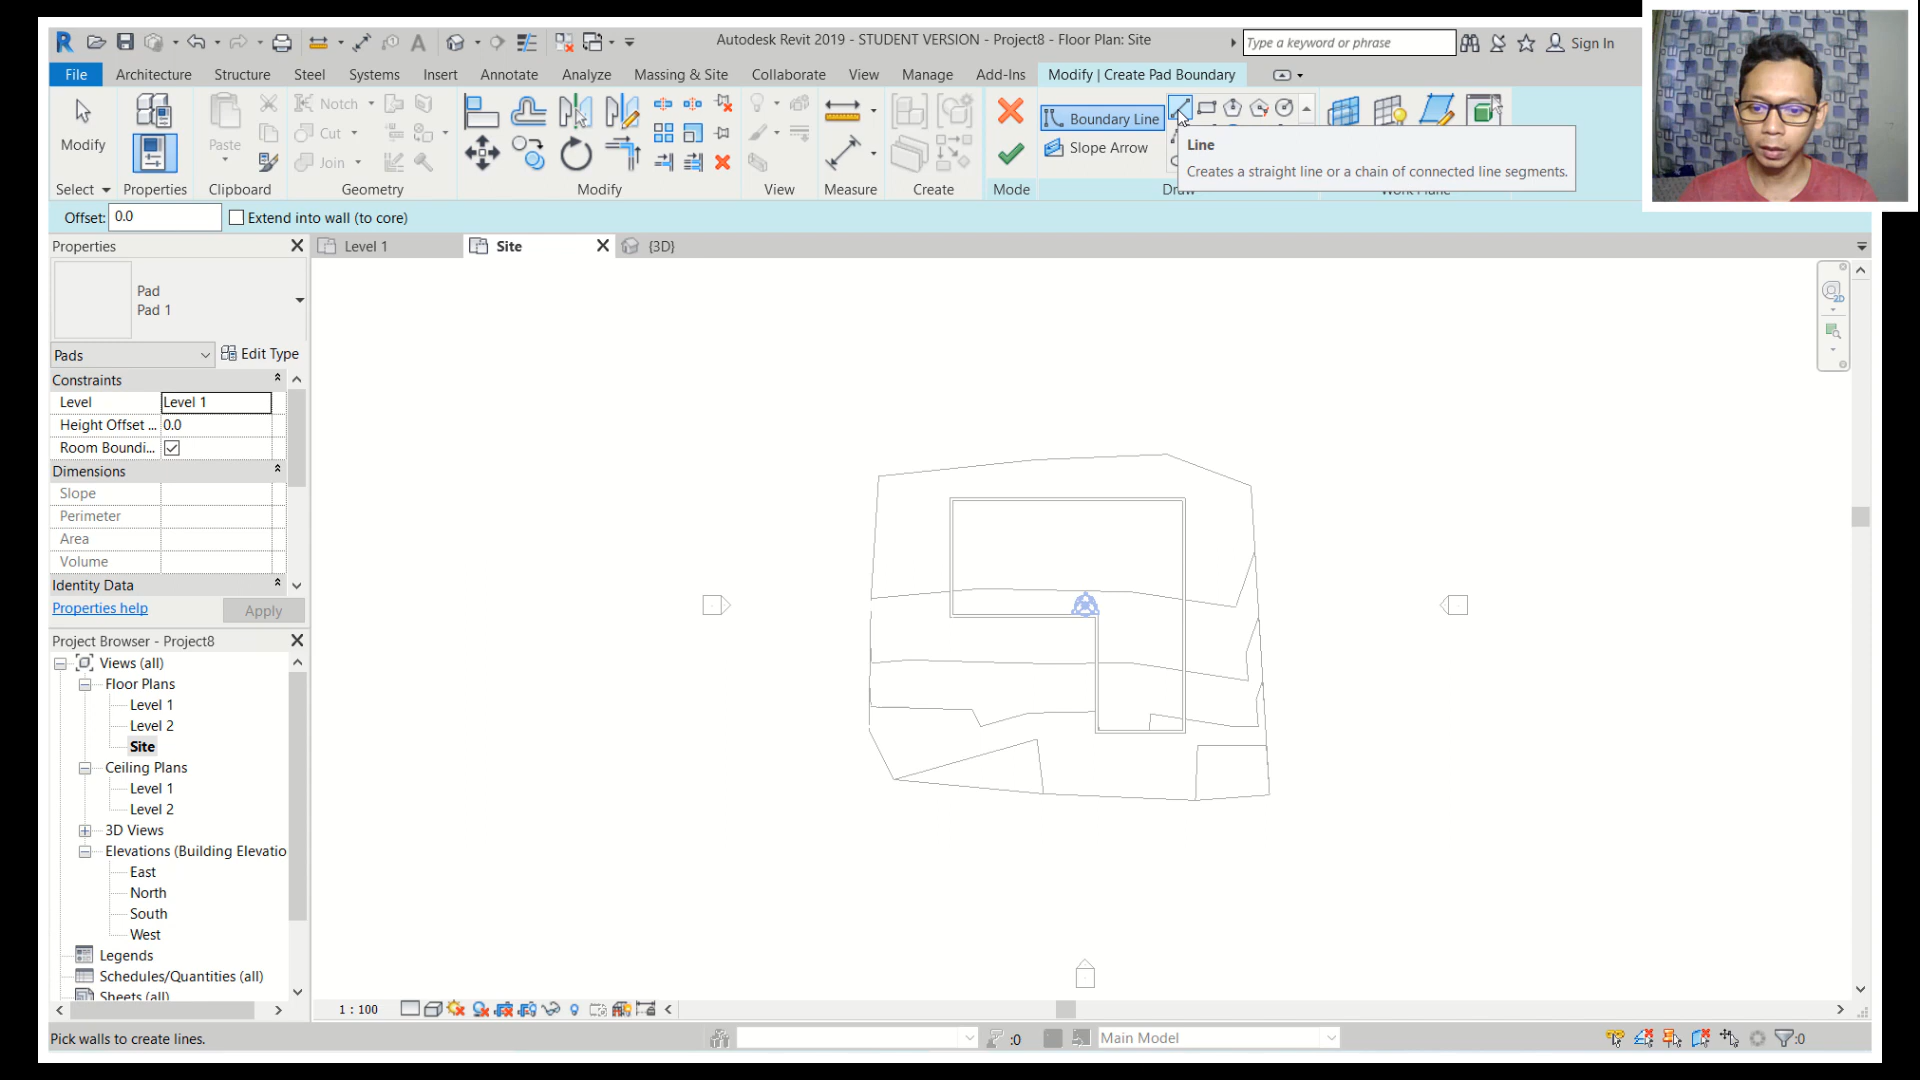 Autodesk Revit 2019 - STUDENT VERSION - Project8 - Floor Plan: Site
Type a keyword or phrase
Sign In
File Architecture Structure Steel Systems Insert Annotate Analyze Massing & Site Collaborate View Manage Add-Ins Modify | Create Pad Boundary
Modify
Paste
Notch
Cut
Join
Boundary Line
Slope Arrow
Line
Creates a straight line or a chain of connected line segments.
Select Properties Clipboard Geometry Modify View Measure Create Mode
Offset: 0.0 Extend into wall (to core)
Properties
Level 1
Site
{3D}
Pad
Pad 1
Pads
Edit Type
Constraints
Level Level 1
Height Offset ... 0.0
Room Boundi...
Dimensions
Slope
Perimeter
Area
Volume
Identity Data
Properties help Apply
Project Browser - Project8
Views (all)
Floor Plans
Level 1
Level 2
Site
Ceiling Plans
Level 1
Level 2
3D Views
Elevations (Building Elevatio
East
North
South
West
Legends
Schedules/Quantities (all)
Sheets (all)
1 : 100
Pick walls to create lines.
:0
Main Model
:0
2D